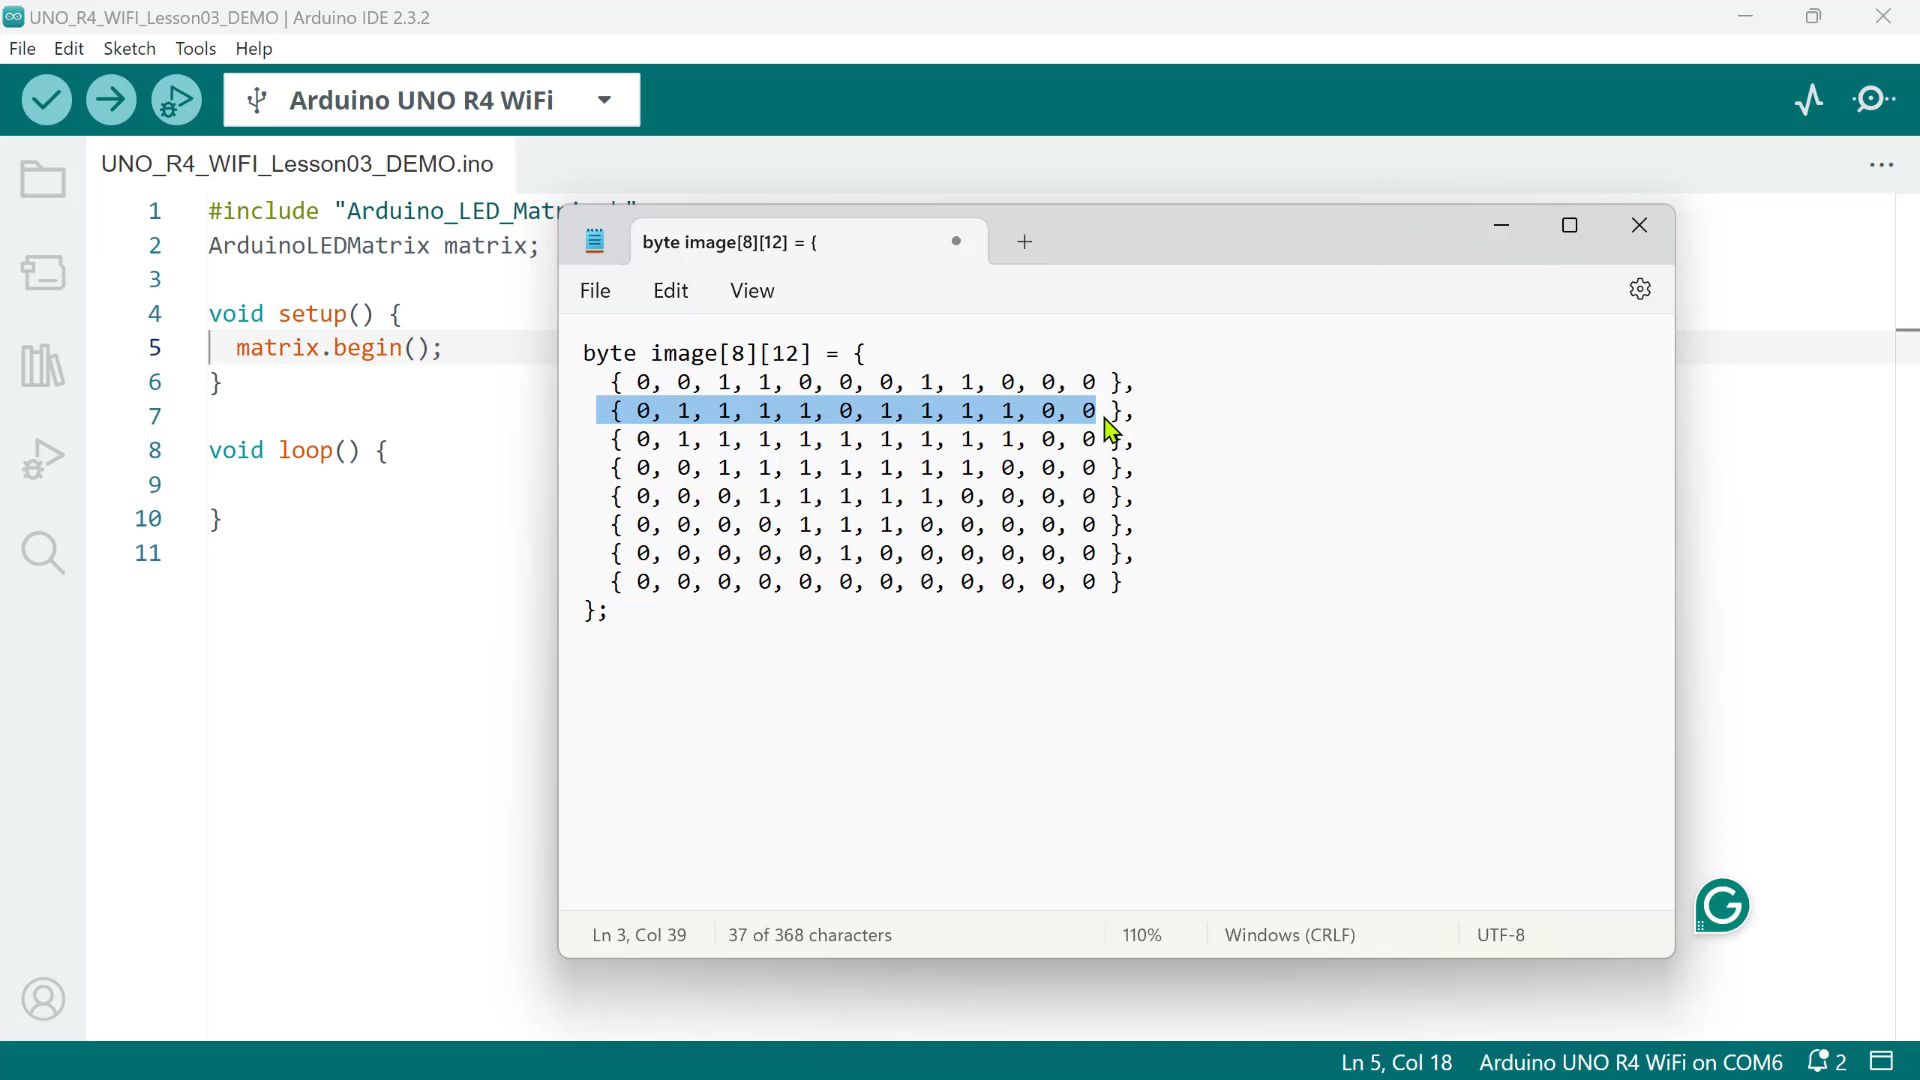 UNO_R4_WIFI_Lesson03_DEMO | Arduino IDE 2.3.2
File Edit Sketch Tools Help
Arduino UNO R4 WiFi
UNO_R4_WIFI_Lesson03_DEMO.ino
1 #include "Arduino_LED_Mat
2 ArduinoLEDMatrix matrix;
3
4 void setup() {
5 matrix.begin();
6 }
7
8 void loop() {
9
10 }
11
byte image[8][12] = {
File Edit View
byte image[8][12] = {
{ 0, 0, 1, 1, 0, 0, 0, 1, 1, 0, 0, 0 },
{ 0, 1, 1, 1, 1, 0, 1, 1, 1, 1, 0, 0 },
{ 0, 1, 1, 1, 1, 1, 1, 1, 1, 1, 0, 0 },
{ 0, 0, 1, 1, 1, 1, 1, 1, 1, 0, 0, 0 },
{ 0, 0, 0, 1, 1, 1, 1, 1, 0, 0, 0, 0 },
{ 0, 0, 0, 0, 1, 1, 1, 0, 0, 0, 0, 0 },
{ 0, 0, 0, 0, 0, 1, 0, 0, 0, 0, 0, 0 },
{ 0, 0, 0, 0, 0, 0, 0, 0, 0, 0, 0, 0 }
};
Ln 3, Col 39 37 of 368 characters 110% Windows (CRLF) UTF-8
Ln 5, Col 18 Arduino UNO R4 WiFi on COM6 2